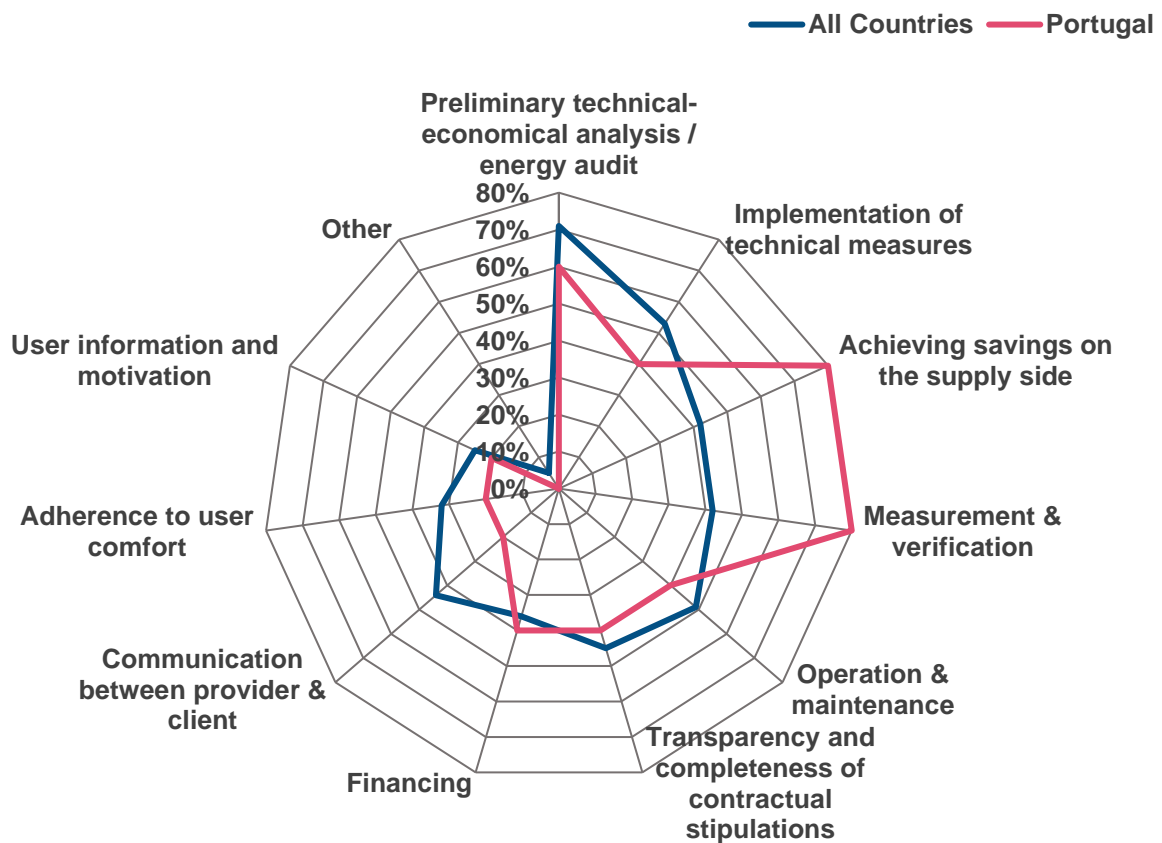 All Countries
Portugal
Preliminary technical-
economical analysis /
energy audit
80%
70%
60%
50%
40%
30%
20%
10%
0%
Implementation of
technical measures
Achieving savings on
the supply side
Measurement &
verification
Operation &
maintenance
Transparency and
completeness of
contractual
stipulations
Financing
Communication
between provider &
client
Adherence to user
comfort
User information and
motivation
Other